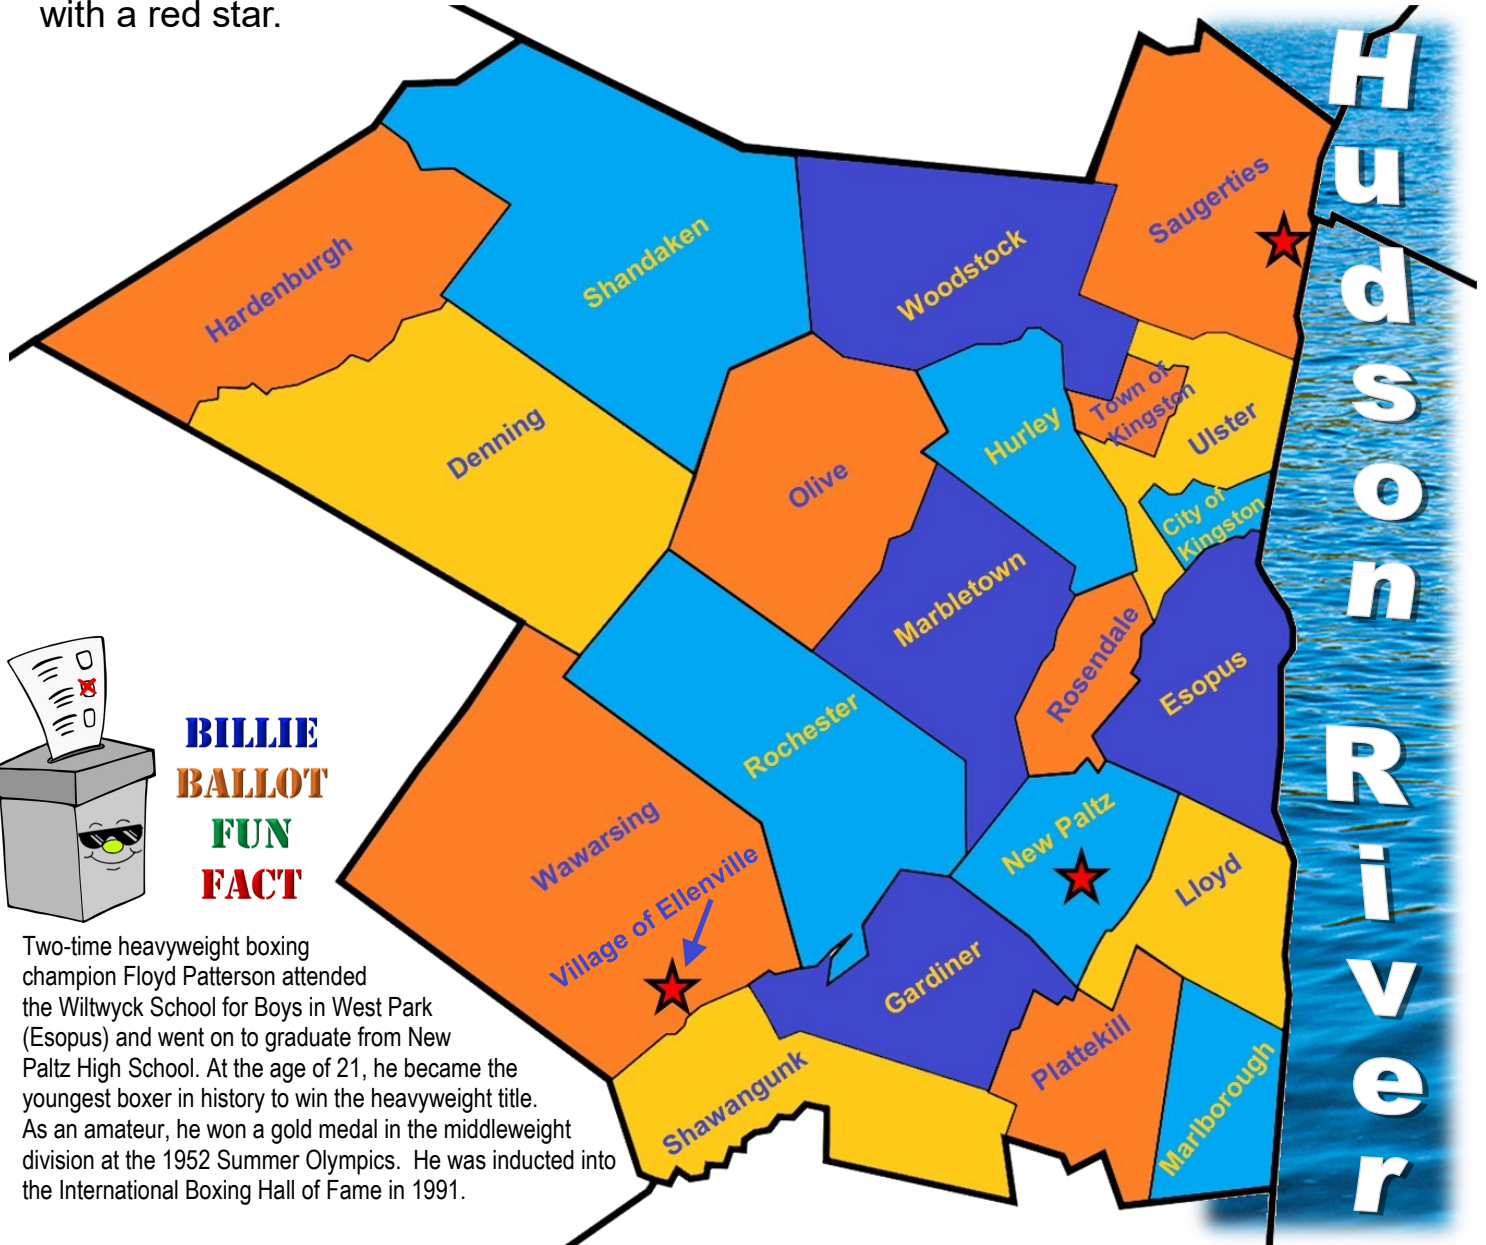 with a red star.
Hudson River
Saugerties
Woodstock
Shandaken
Hardenburgh
Town of
Kingston
Ulster
Hurley
Denning
Olive
City of
Kingston
Marbletown
Rosendale
Esopus
Rochester
New Paltz
Wawarsing
Village of Ellenville
Lloyd
Gardiner
Plattekill
Shawangunk
Marlborough
BILLIE
BALLOT
FUN
FACT
Two-time heavyweight boxing
champion Floyd Patterson attended
the Wiltwyck School for Boys in West Park
(Esopus) and went on to graduate from New
Paltz High School. At the age of 21, he became the
youngest boxer in history to win the heavyweight title.
As an amateur, he won a gold medal in the middleweight
division at the 1952 Summer Olympics.  He was inducted into
the International Boxing Hall of Fame in 1991.